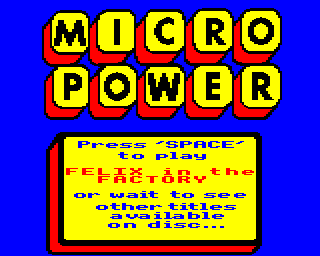 MICRO
POWER
Press 'SPACE'
to play
FELIX in the
FACTORY
or wait to see
other titles
available
on disc...